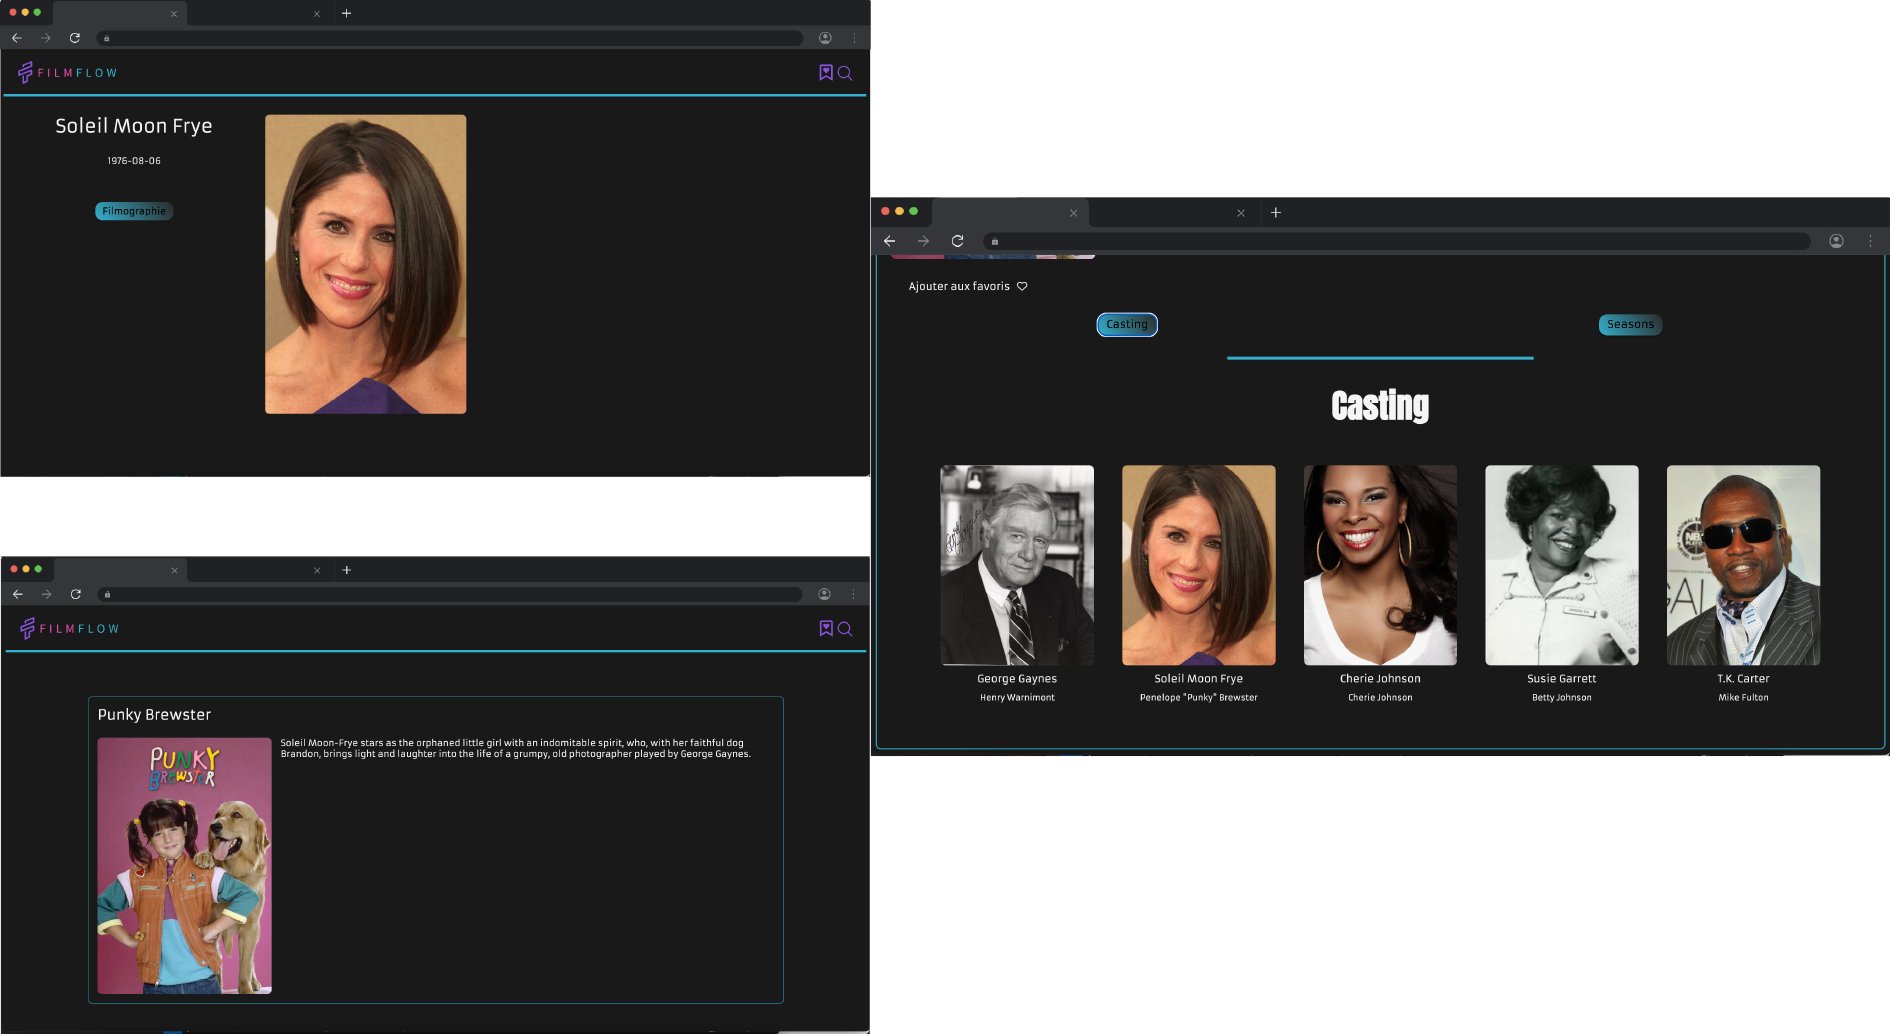 FILMFLOW
Soleil Moon Frye
1976-08-06
Filmographie
FILMFLOW
Punky Brewster
PUNKY
BREWSTER
Soleil Moon-Frye stars as the orphaned little girl with an indomitable spirit, who, with her faithful dog
Brandon, brings light and laughter into the life of a grumpy, old photographer played by George Gaynes.
Ajouter aux favoris
Casting
Seasons
Casting
George Gaynes
Henry Warnimont
Soleil Moon Frye
Penelope "Punky" Brewster
Cherie Johnson
Cherie Johnson
Susie Garrett
Betty Johnson
T.K. Carter
Mike Fulton